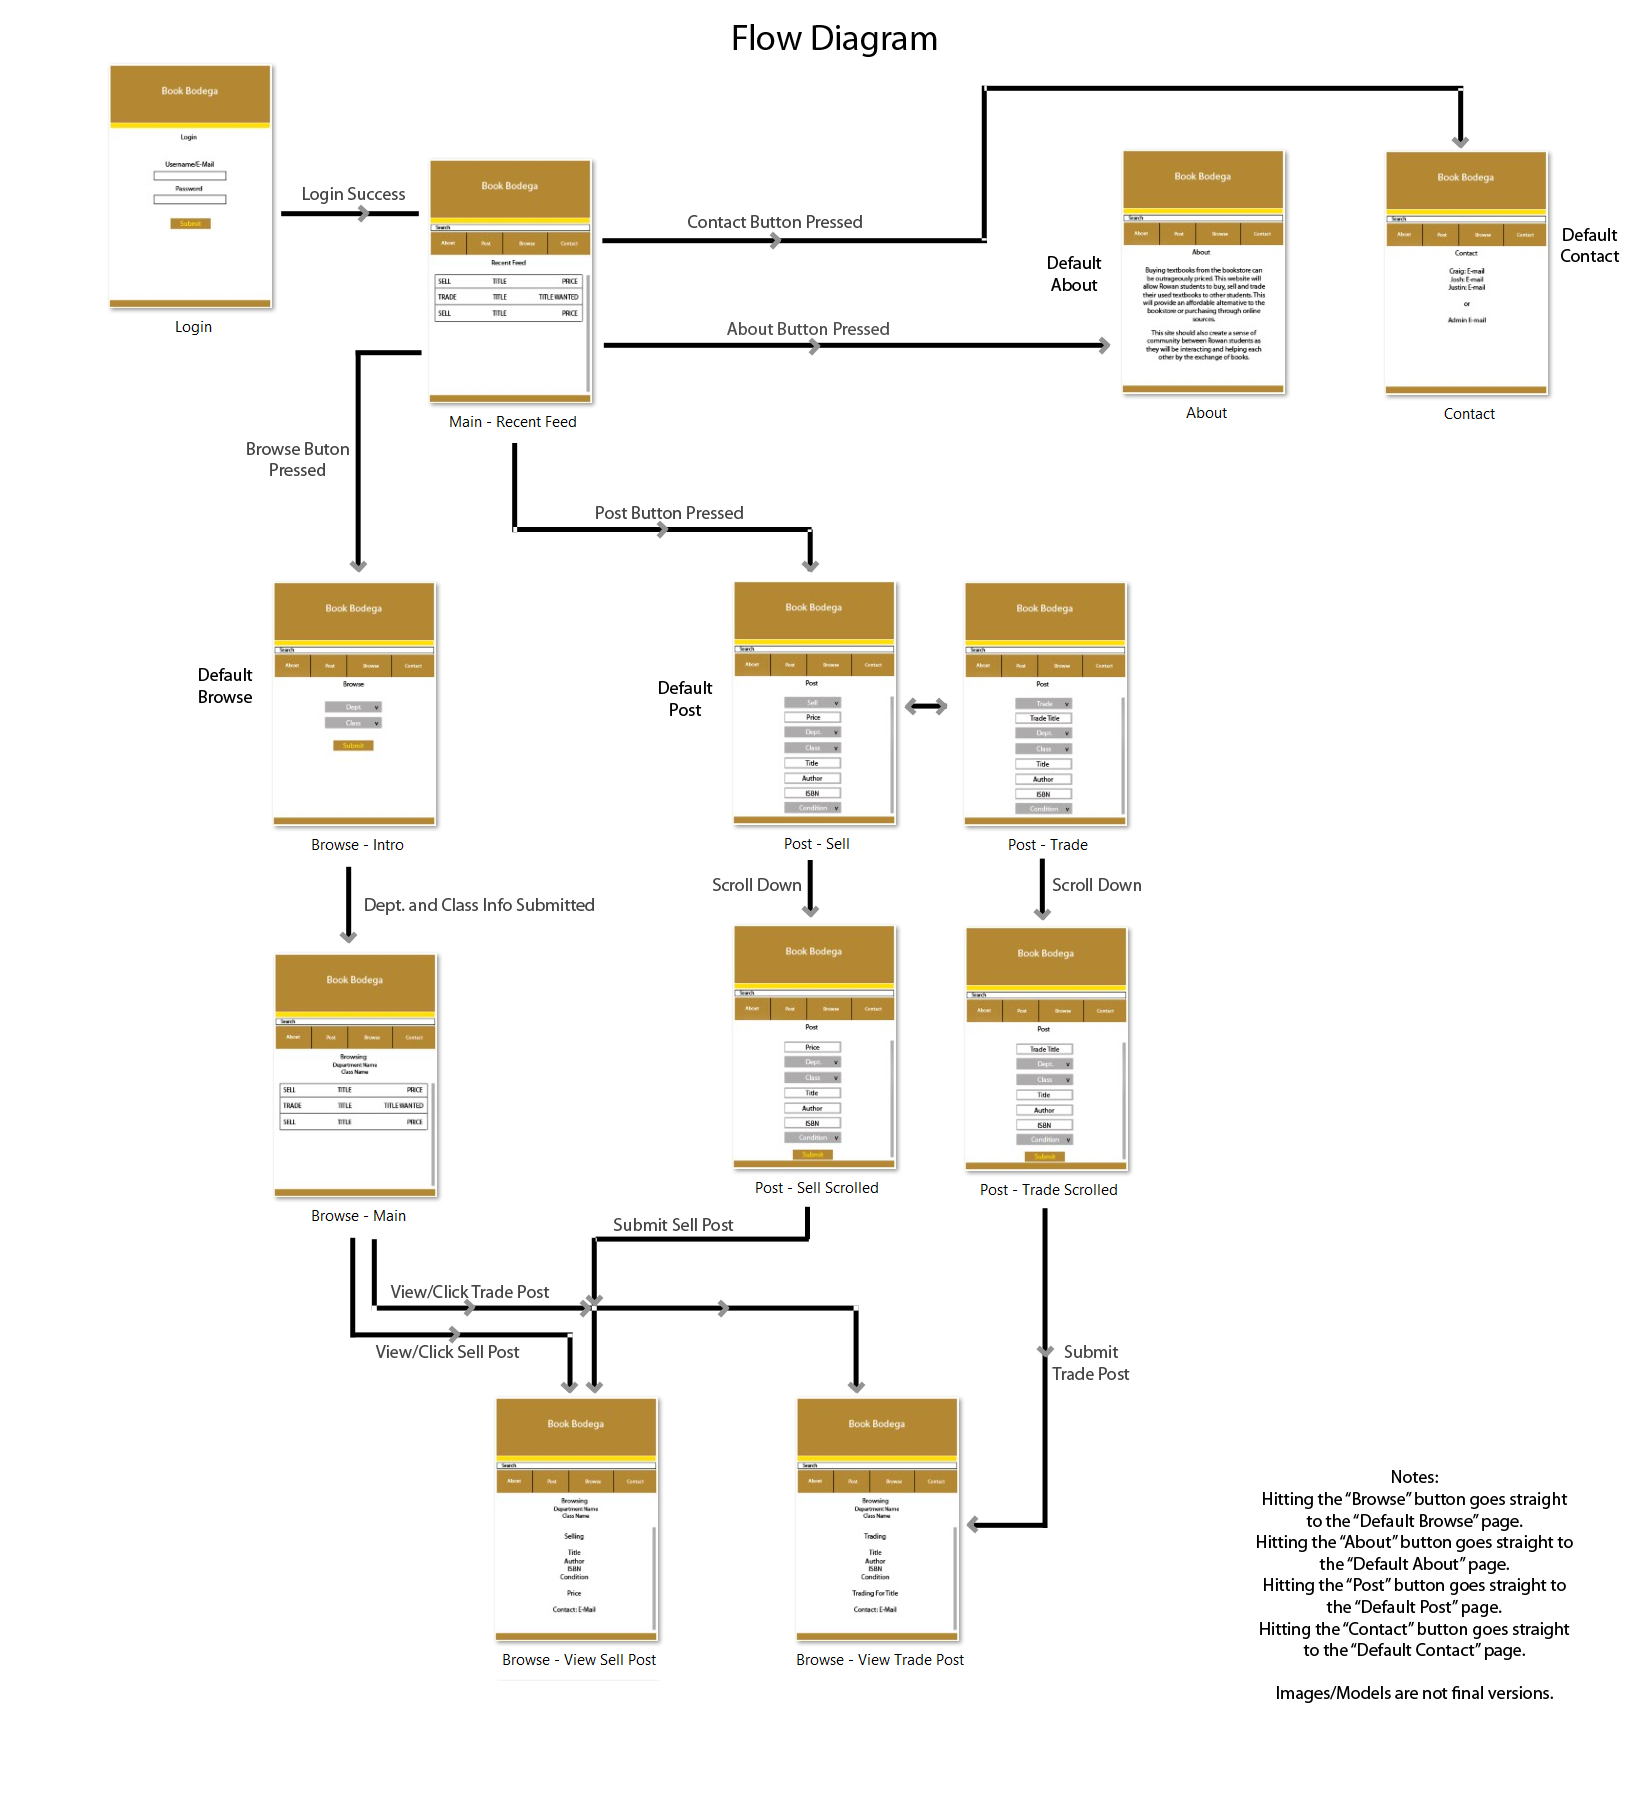 Flow Diagram
Book Bodega
Login
Username/E-Mail
Password
Submit
Login
Login Success
Book Bodega
Search
About Post Browse Contact
Recent Feed
SELL TITLE PRICE
TRADE TITLE TITLE WANTED
SELL TITLE PRICE
Main - Recent Feed
Contact Button Pressed
About Button Pressed
Default
About
Book Bodega
Search
About Post Browse Contact
About
Buying textbooks from the bookstore can
be outrageously priced. This website will
allow Rowan students to buy, sell and trade
their used textbooks to other students. This
will provide an affordable alternative to the
bookstore or purchasing through online
sources.
This site should also create a sense of
community between Rowan students as
they will be interacting and helping each
other by the exchange of books.
About
Book Bodega
Search
About Post Browse Contact
Contact
Craig: E-mail
Josh: E-mail
Justin: E-mail
or
Admin E-mail
Contact
Default
Contact
Browse Buton
Pressed
Post Button Pressed
Default
Browse
Book Bodega
Search
About Post Browse Contact
Browse
Dept. v
Class v
Submit
Browse - Intro
Default
Post
Book Bodega
Search
About Post Browse Contact
Post
Sell v
Price
Dept. v
Class v
Title
Author
ISBN
Condition v
Post - Sell
Book Bodega
Search
About Post Browse Contact
Post
Trade v
Trade Title
Dept. v
Class v
Title
Author
ISBN
Condition v
Post - Trade
Dept. and Class Info Submitted
Scroll Down
Scroll Down
Book Bodega
Search
About Post Browse Contact
Browsing
Department Name
Class Name
SELL TITLE PRICE
TRADE TITLE TITLE WANTED
SELL TITLE PRICE
Browse - Main
Book Bodega
Search
About Post Browse Contact
Post
Price
Dept. v
Class v
Title
Author
ISBN
Condition v
Submit
Post - Sell Scrolled
Book Bodega
Search
About Post Browse Contact
Post
Trade Title
Dept. v
Class v
Title
Author
ISBN
Condition v
Submit
Post - Trade Scrolled
Submit Sell Post
View/Click Trade Post
View/Click Sell Post
Submit
Trade Post
Book Bodega
Search
About Post Browse Contact
Browsing
Department Name
Class Name
Selling
Title
Author
ISBN
Condition
Price
Contact: E-Mail
Browse - View Sell Post
Book Bodega
Search
About Post Browse Contact
Browsing
Department Name
Class Name
Trading
Title
Author
ISBN
Condition
Trading For Title
Contact: E-Mail
Browse - View Trade Post
Notes:
Hitting the “Browse” button goes straight
to the “Default Browse” page.
Hitting the “About” button goes straight to
the “Default About” page.
Hitting the “Post” button goes straight to
the “Default Post” page.
Hitting the “Contact” button goes straight
to the “Default Contact” page.
Images/Models are not final versions.